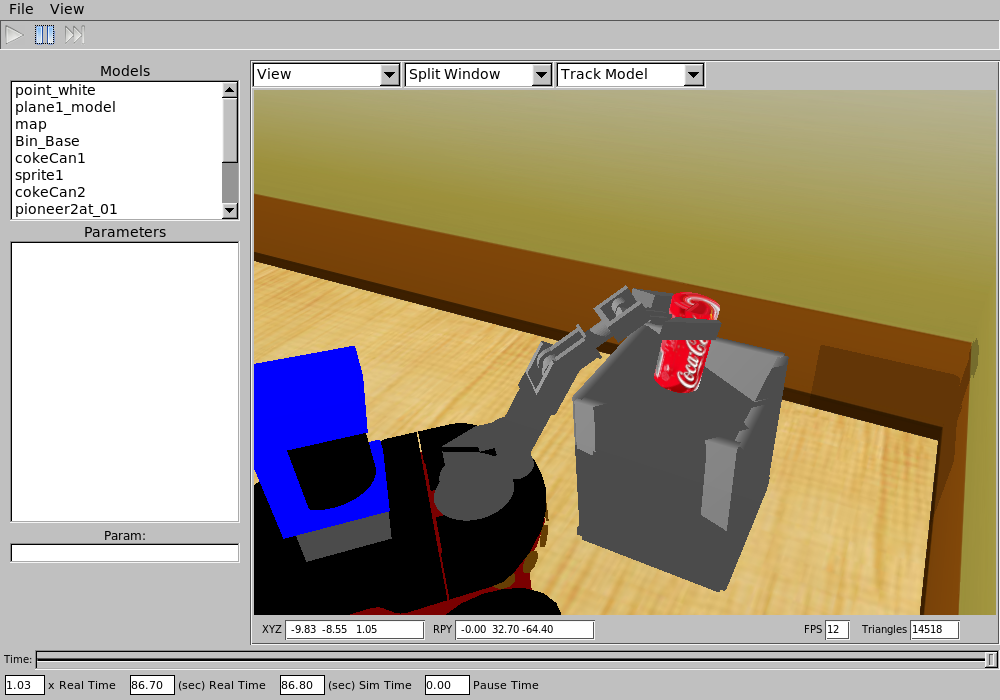 File View
Models
point_white
plane1_model
map
Bin_Base
cokeCan1
sprite1
cokeCan2
pioneer2at_01
Parameters
Param:
View Split Window Track Model
Coca-Co
XYZ -9.83 -8.55 1.05 RPY -0.00 32.70 -64.40 FPS 12 Triangles 14518
Time:
1.03 x Real Time 86.70 (sec) Real Time 86.80 (sec) Sim Time 0.00 Pause Time